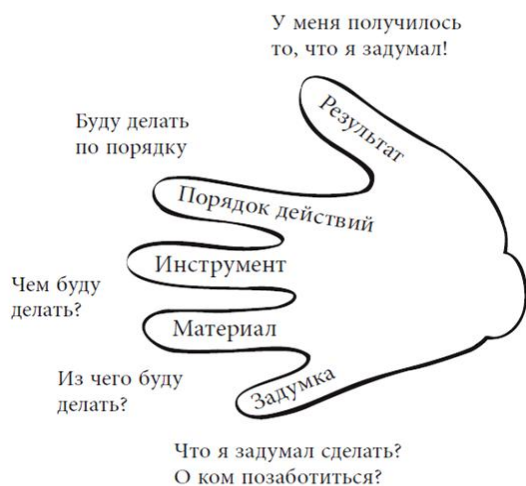 У меня получилось
то, что я задумал!
Результат
Буду делать
по порядку
Порядок действий
Инструмент
Чем буду
делать?
Материал
Из чего буду
делать?
Задумка
Что я задумал сделать?
О ком позаботиться?